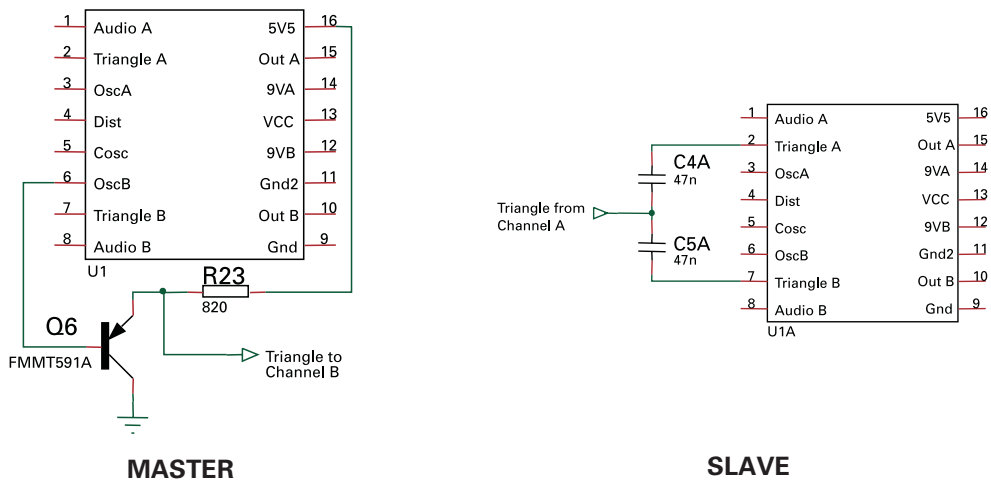 1 Audio A 5V5 16
2 Triangle A Out A 15
3 OscA 9VA 14
4 Dist VCC 13
5 Cosc 9VB 12
6 OscB Gnd2 11
7 Triangle B Out B 10
8 Audio B Gnd 9
U1
R23
820
Q6
FMMT591A
Triangle to
Channel B
MASTER
1 Audio A 5V5 16
2 Triangle A Out A 15
3 OscA 9VA 14
4 Dist VCC 13
5 Cosc 9VB 12
6 OscB Gnd2 11
7 Triangle B Out B 10
8 Audio B Gnd 9
U1A
C4A
47n
Triangle from
Channel A
C5A
47n
SLAVE